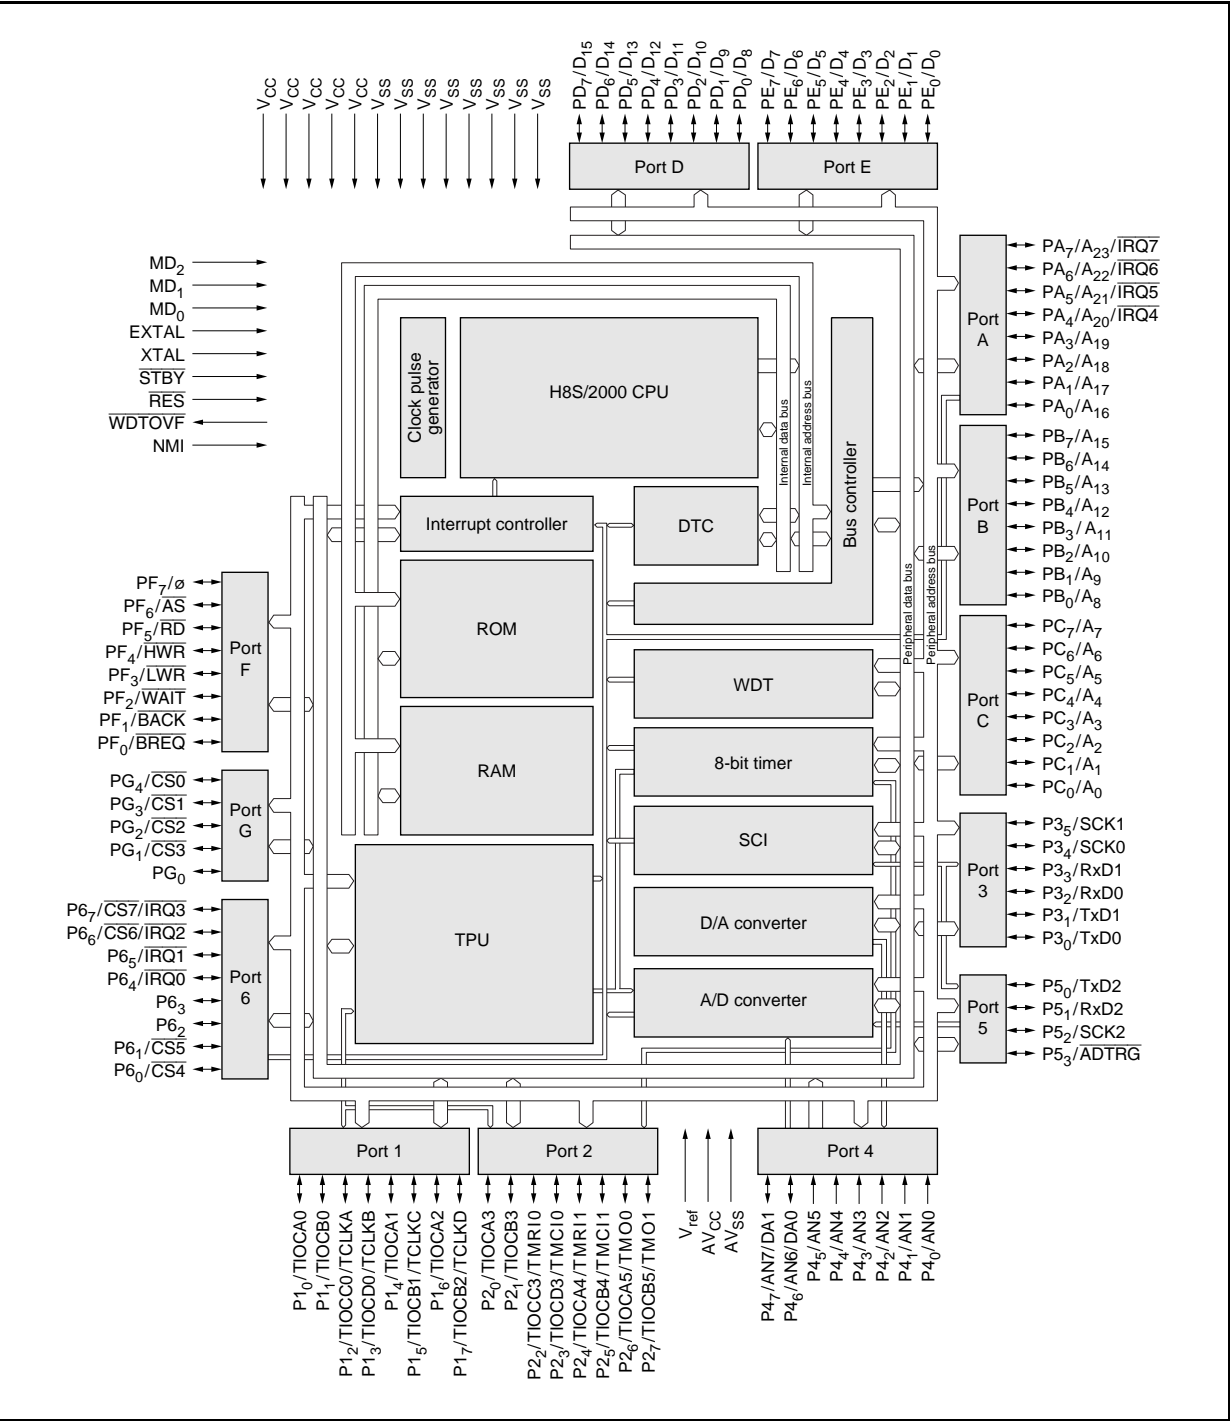 VCC
VCC
VCC
VCC
VCC
VSS
VSS
VSS
VSS
VSS
VSS
VSS
VSS
PD7/D15
PD6/D14
PD5/D13
PD4/D12
PD3/D11
PD2/D10
PD1/D9
PD0/D8
PE7/D7
PE6/D6
PE5/D5
PE4/D4
PE3/D3
PE2/D2
PE1/D1
PE0/D0
Port D
Port E
MD2
MD1
MD0
EXTAL
XTAL
STBY
RES
WDTOVF
NMI
Clock pulse
generator
H8S/2000 CPU
Internal data bus
Internal address bus
Bus controller
Interrupt controller
DTC
ROM
RAM
TPU
WDT
8-bit timer
SCI
D/A converter
A/D converter
Peripheral data bus
Peripheral address bus
Port
A
PA7/A23/IRQ7
PA6/A22/IRQ6
PA5/A21/IRQ5
PA4/A20/IRQ4
PA3/A19
PA2/A18
PA1/A17
PA0/A16
Port
B
PB7/A15
PB6/A14
PB5/A13
PB4/A12
PB3/ A11
PB2/A10
PB1/A9
PB0/A8
Port
C
PC7/A7
PC6/A6
PC5/A5
PC4/A4
PC3/A3
PC2/A2
PC1/A1
PC0/A0
Port
3
P35/SCK1
P34/SCK0
P33/RxD1
P32/RxD0
P31/TxD1
P30/TxD0
Port
5
P50/TxD2
P51/RxD2
P52/SCK2
P53/ADTRG
PF7/ø
PF6/AS
PF5/RD
PF4/HWR
PF3/LWR
PF2/WAIT
PF1/BACK
PF0/BREQ
Port
F
PG4/CS0
PG3/CS1
PG2/CS2
PG1/CS3
PG0
Port
G
P67/CS7/IRQ3
P66/CS6/IRQ2
P65/IRQ1
P64/IRQ0
P63
P62
P61/CS5
P60/CS4
Port
6
Port 1
Port 2
Port 4
P10/TIOCA0
P11/TIOCB0
P12/TIOCC0/TCLKA
P13/TIOCD0/TCLKB
P14/TIOCA1
P15/TIOCB1/TCLKC
P16/TIOCA2
P17/TIOCB2/TCLKD
P20/TIOCA3
P21/TIOCB3
P22/TIOCC3/TMRI0
P23/TIOCD3/TMCI0
P24/TIOCA4/TMRI1
P25/TIOCB4/TMCI1
P26/TIOCA5/TMO0
P27/TIOCB5/TMO1
Vref
AVCC
AVSS
P47/AN7/DA1
P46/AN6/DA0
P45/AN5
P44/AN4
P43/AN3
P42/AN2
P41/AN1
P40/AN0